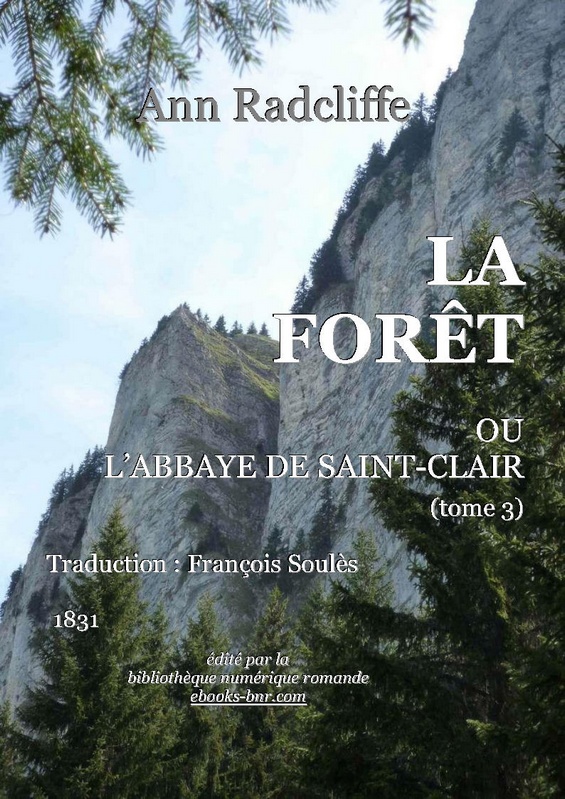 Ann Radcliffe
LA
FORÊT
OU
L'ABBAYE DE SAINT-CLAIR
(tome 3)
Traduction : François Soulès
1831
édité par la
bibliothèque numérique romande
ebooks-bnr.com